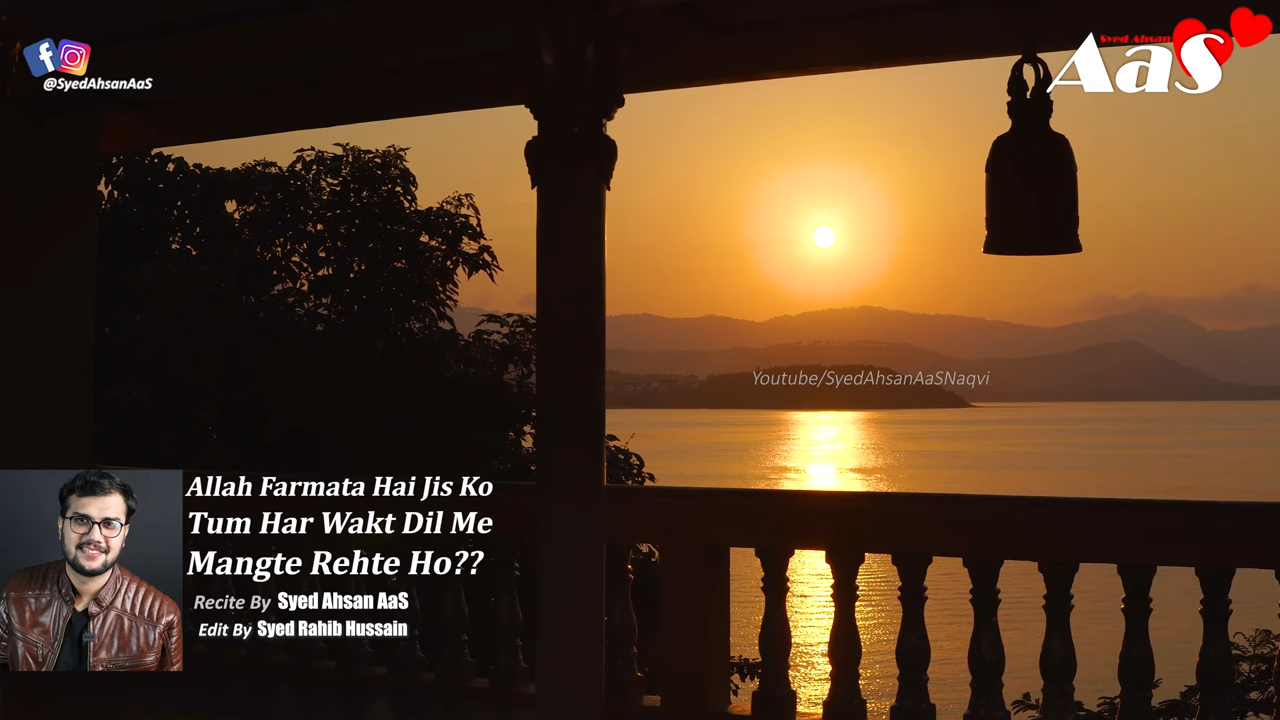 @SyedAhsanAaS
Syed Ahsan
AaS
Youtube/SyedAhsanAaSNaqvi
Allah Farmata Hai Jis Ko
Tum Har Wakt Dil Me
Mangte Rehte Ho??
Recite By Syed Ahsan AaS
Edit By Syed Rahib Hussain